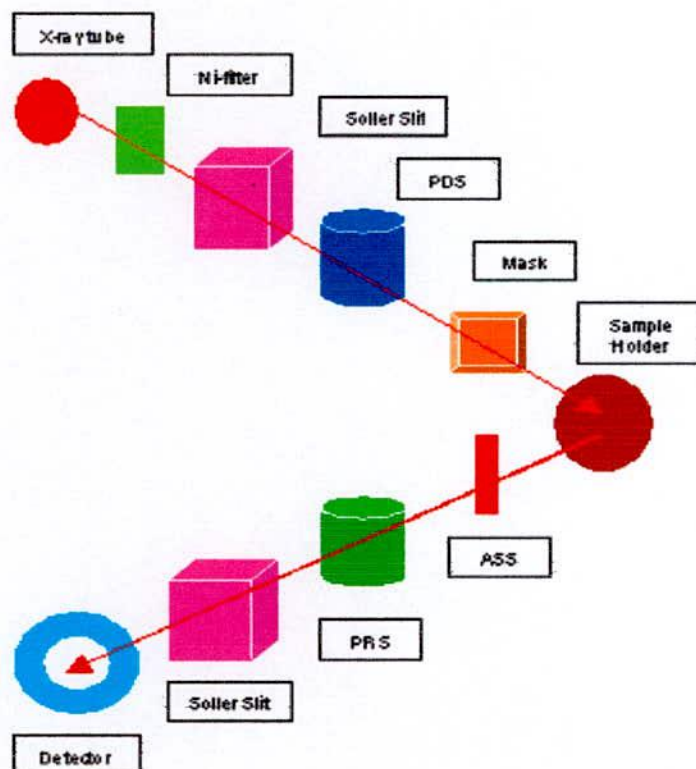 X-ray tube
Ni-filter
Soller Slit
PDS
Mask
Sample
Holder
ASS
PRS
Soller Slit
Detector